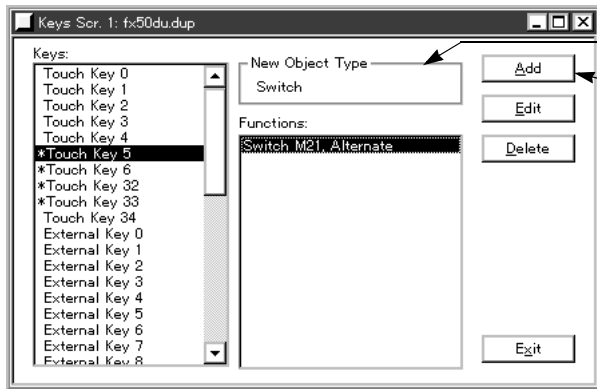 Keys Scr. 1: fx50du.dup
Keys:
Touch Key 0
Touch Key 1
Touch Key 2
Touch Key 3
Touch Key 4
*Touch Key 5
*Touch Key 6
*Touch Key 32
*Touch Key 33
Touch Key 34
External Key 0
External Key 1
External Key 2
External Key 3
External Key 4
External Key 5
External Key 6
External Key 7
External Key 8
New Object Type
Switch
Functions:
Switch M21, Alternate
Add
Edit
Delete
Exit